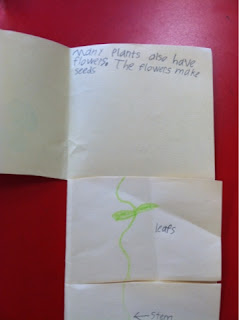 Many Plants also have
flowers. The flowers make
seeds
leafs
←stem